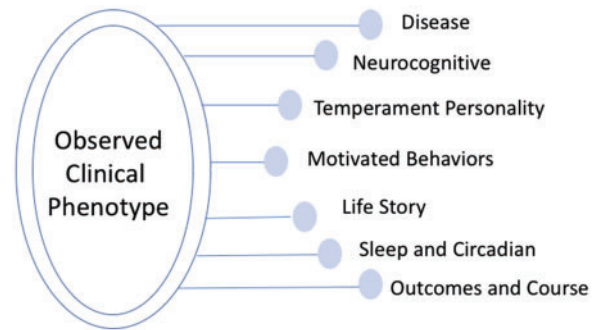 Observed
Clinical
Phenotype
Disease
Neurocognitive
Temperament Personality
Motivated Behaviors
Life Story
Sleep and Circadian
Outcomes and Course